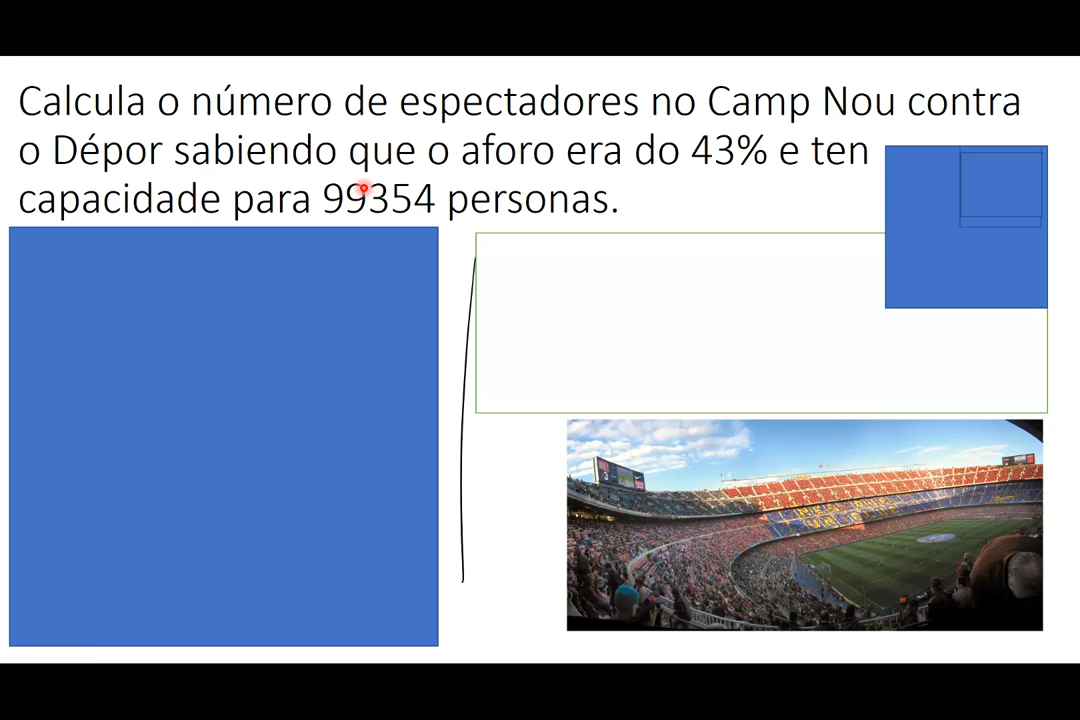 Calcula o número de espectadores no Camp Nou contra
o Dépor sabiendo que o aforo era do 43% e ten
capacidade para 99354 personas.